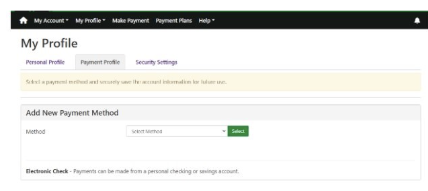 My Account My Profile Make Payment Payment Plans Help
My Profile
Personal Profile Payment Profile Security Settings
Select a payment method and securely save the account information for future use.
Add New Payment Method
Method Select Method Select
Electronic Check - Payments can be made from a personal checking or savings account.